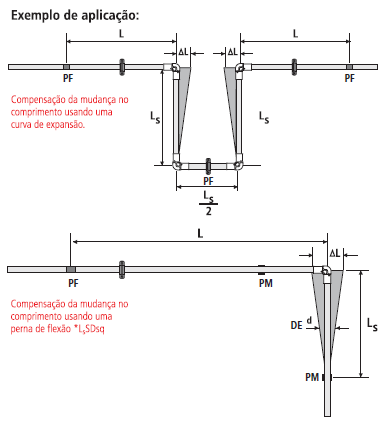 Exemplo de aplicação:
L
L
ΔL
ΔL
PF
PF
Compensação da mudança no
comprimento usando uma
curva de expansão.
Ls
Ls
PF
Ls
2
L
ΔL
PF
PM
Compensação da mudança no
comprimento usando uma
perna de flexão *LsSDsq
DE d
Ls
PM